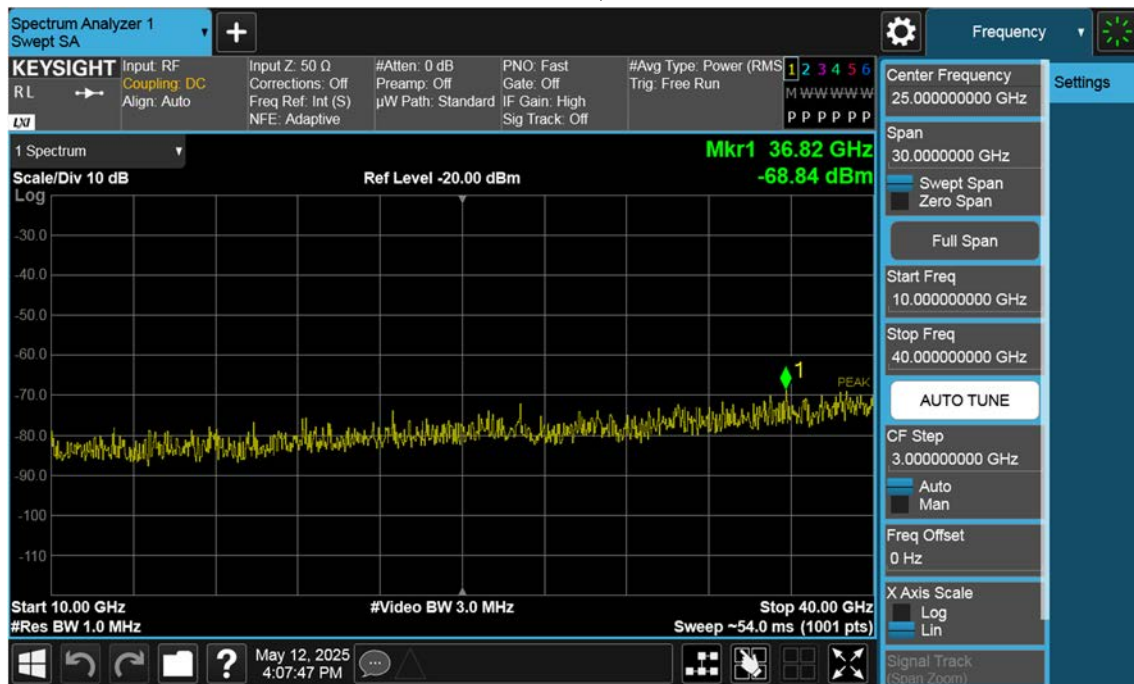 Spectrum Analyzer 1
Swept SA
+
Frequency
KEYSIGHT
RL
LXI
Input: RF
Coupling: DC
Align: Auto
Input Z: 50 Ω
Corrections: Off
Freq Ref: Int (S)
NFE: Adaptive
#Atten: 0 dB
Preamp: Off
µW Path: Standard
PNO: Fast
Gate: Off
IF Gain: High
Sig Track: Off
#Avg Type: Power (RMS
Trig: Free Run
1 2 3 4 5 6
M W W W W W
P P P P P P
1 Spectrum
Scale/Div 10 dB
Ref Level -20.00 dBm
Mkr1 36.82 GHz
-68.84 dBm
Log
-30.0
-40.0
-50.0
-60.0
-70.0
-80.0
-90.0
-100
-110
1
PEAK
Start 10.00 GHz
#Res BW 1.0 MHz
#Video BW 3.0 MHz
Stop 40.00 GHz
Sweep ~54.0 ms (1001 pts)
?
May 12, 2025
4:07:47 PM
Center Frequency
25.000000000 GHz
Span
30.0000000 GHz
Swept Span
Zero Span
Full Span
Start Freq
10.000000000 GHz
Stop Freq
40.000000000 GHz
AUTO TUNE
CF Step
3.000000000 GHz
Auto
Man
Freq Offset
0 Hz
X Axis Scale
Log
Lin
Signal Track
(Span Zoom)
Settings